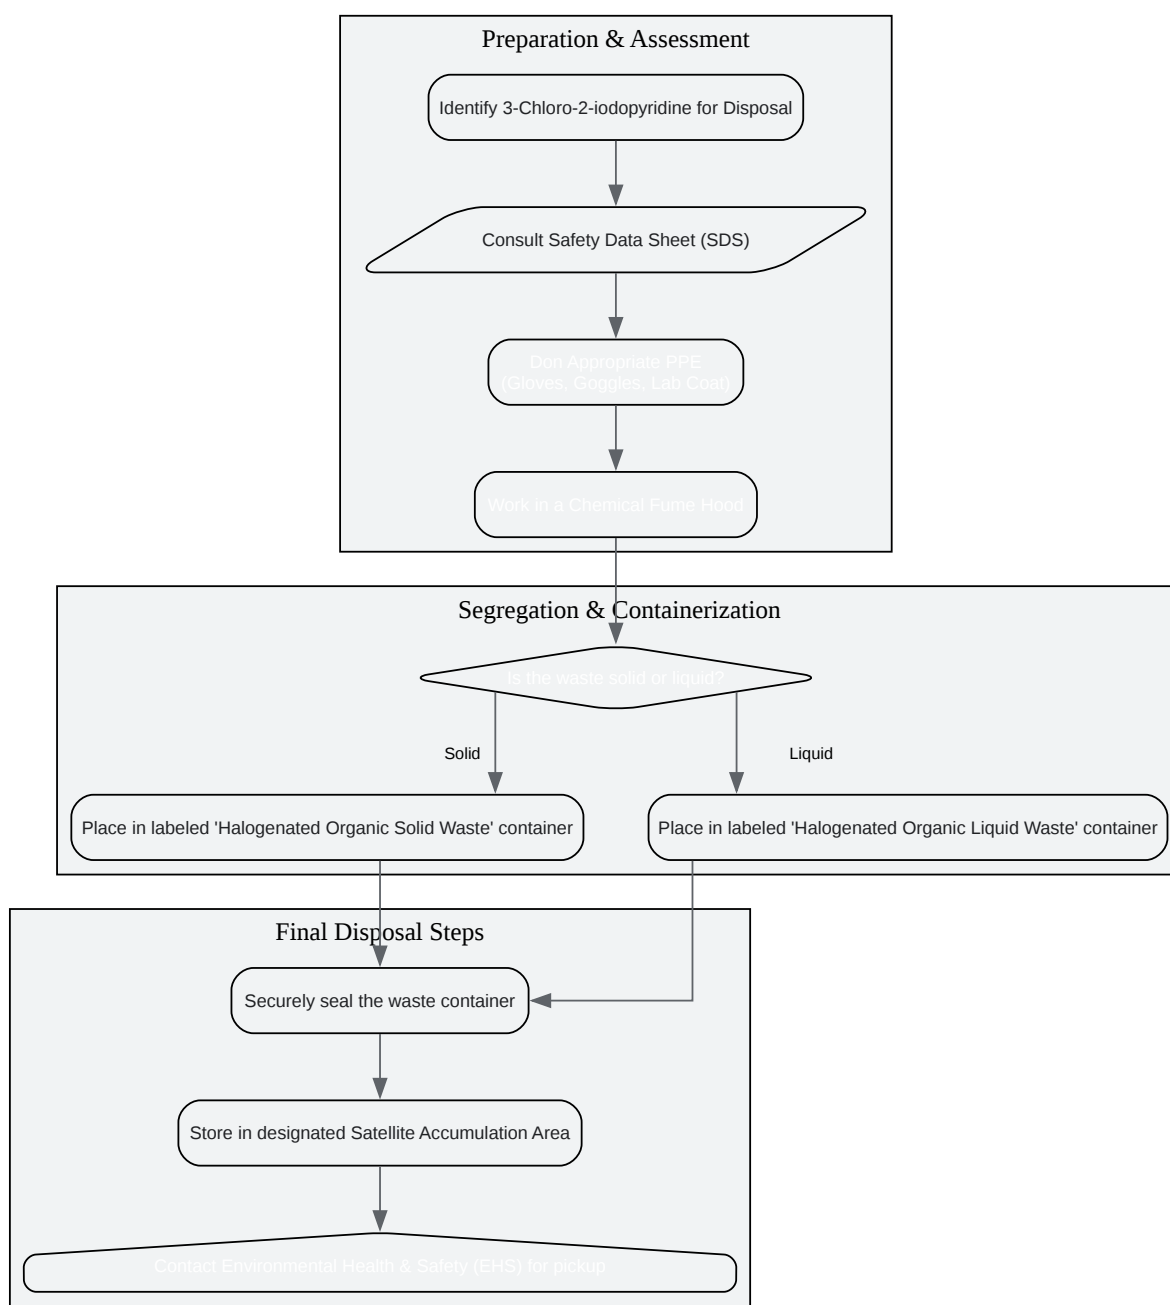 Preparation & Assessment
Identify 3-Chloro-2-iodopyridine for Disposal
Consult Safety Data Sheet (SDS)
Don Appropriate PPE
(Gloves, Goggles, Lab Coat)
Work in a Chemical Fume Hood
Segregation & Containerization
Is the waste solid or liquid?
Solid
Liquid
Place in labeled 'Halogenated Organic Solid Waste' container
Place in labeled 'Halogenated Organic Liquid Waste' container
Final Disposal Steps
Securely seal the waste container
Store in designated Satellite Accumulation Area
Contact Environmental Health & Safety (EHS) for pickup